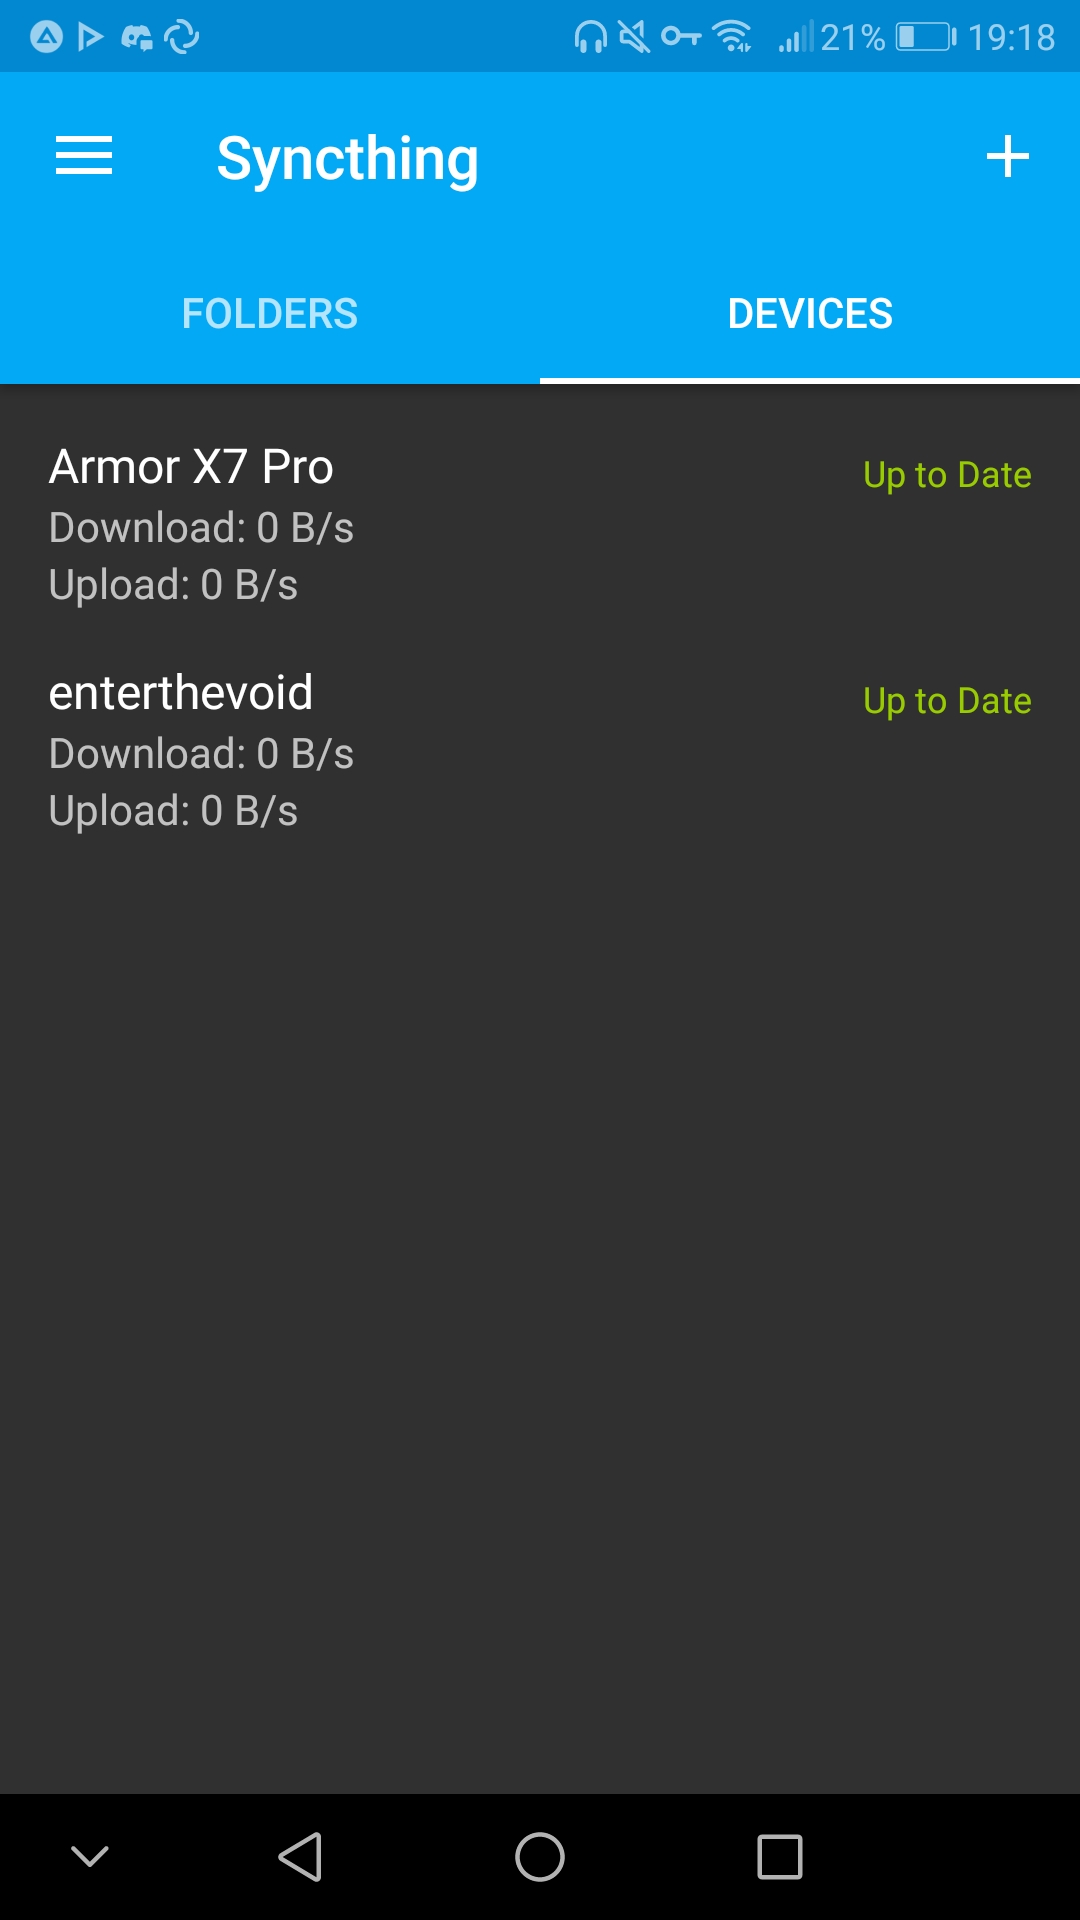 21% 19:18
Syncthing
FOLDERS DEVICES
Armor X7 Pro Up to Date
Download: 0 B/s
Upload: 0 B/s
enterthevoid Up to Date
Download: 0 B/s
Upload: 0 B/s